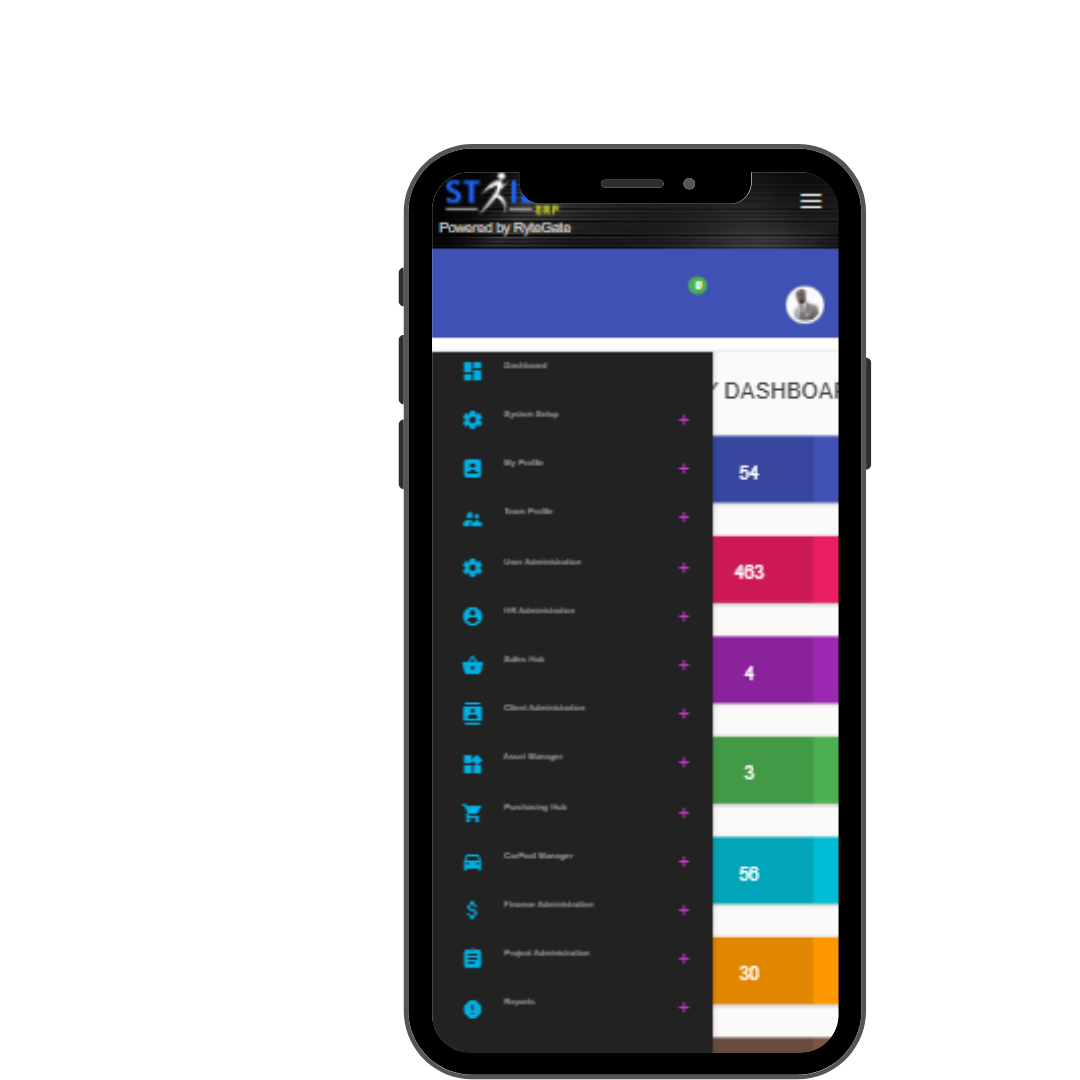 ST
ERP
Powered by RyteGate
Dashboard
Y DASHBOAR
System Setup
My Profile
54
Team Profile
User Administration
463
HR Administration
Sales Hub
4
Client Administration
Asset Manager
3
Purchasing Hub
CarPool Manager
56
Finance Administration
Project Administration
30
Reports